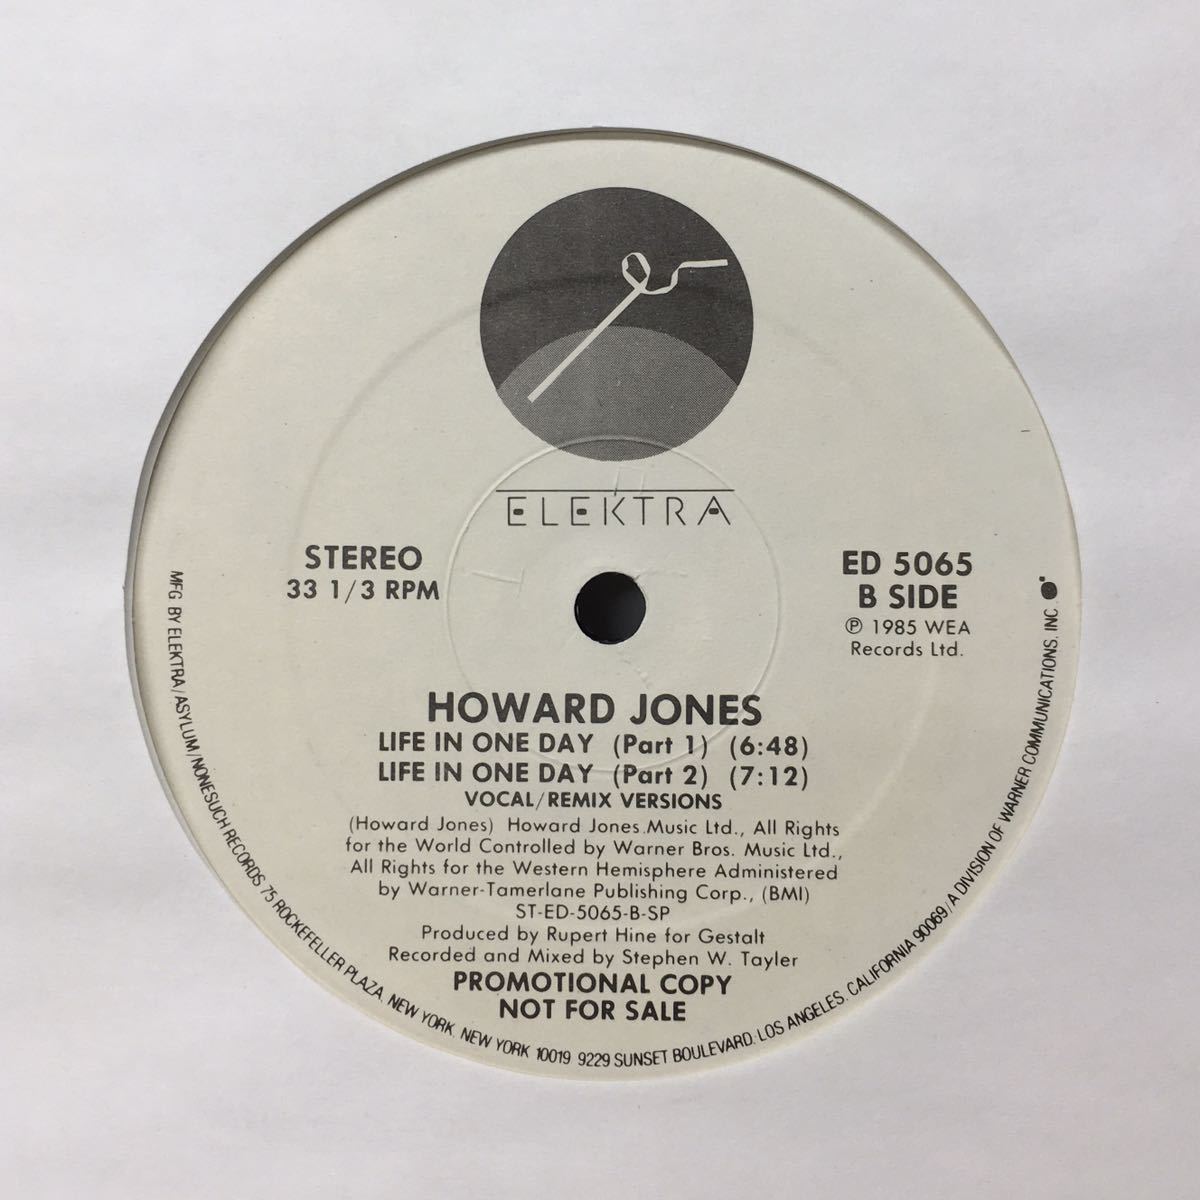 ELEKTRA
STEREO
33 1/3 RPM
ED 5065
B SIDE
Ⓟ 1985 WEA
Records Ltd.
HOWARD JONES
LIFE IN ONE DAY (Part 1) (6:48)
LIFE IN ONE DAY (Part 2) (7:12)
VOCAL/REMIX VERSIONS
(Howard Jones) Howard Jones Music Ltd., All Rights
for the World Controlled by Warner Bros. Music Ltd.,
All Rights for the Western Hemisphere Administered
by Warner-Tamerlane Publishing Corp., (BMI)
ST-ED-5065-B-SP
Produced by Rupert Hine for Gestalt
Recorded and Mixed by Stephen W. Tayler
PROMOTIONAL COPY
NOT FOR SALE
MFG BY ELEKTRA/ASYLUM/NONESUCH RECORDS 75 ROCKEFELLER PLAZA, NEW YORK, NEW YORK 10019 9229 SUNSET BOULEVARD, LOS ANGELES, CALIFORNIA 90069/A DIVISION OF WARNER COMMUNICATIONS, INC.